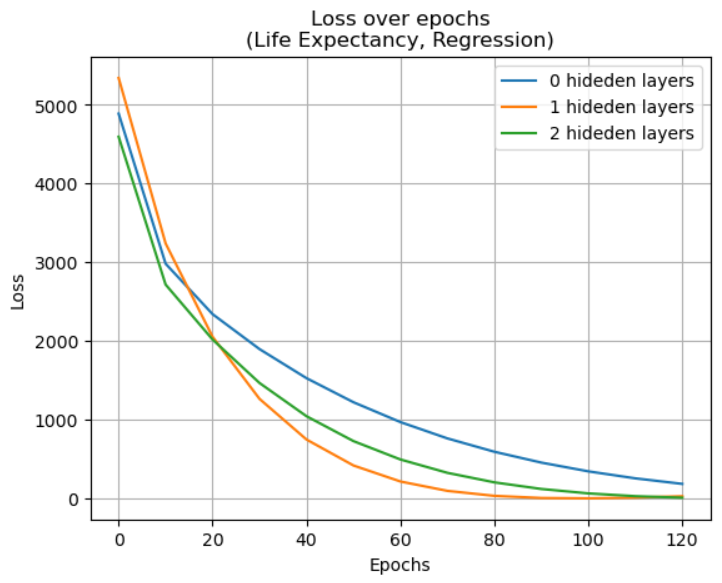 Loss over epochs
(Life Expectancy, Regression)
0 hideden layers
1 hideden layers
2 hideden layers
Loss
5000
4000
3000
2000
1000
0
0 20 40 60 80 100 120
Epochs